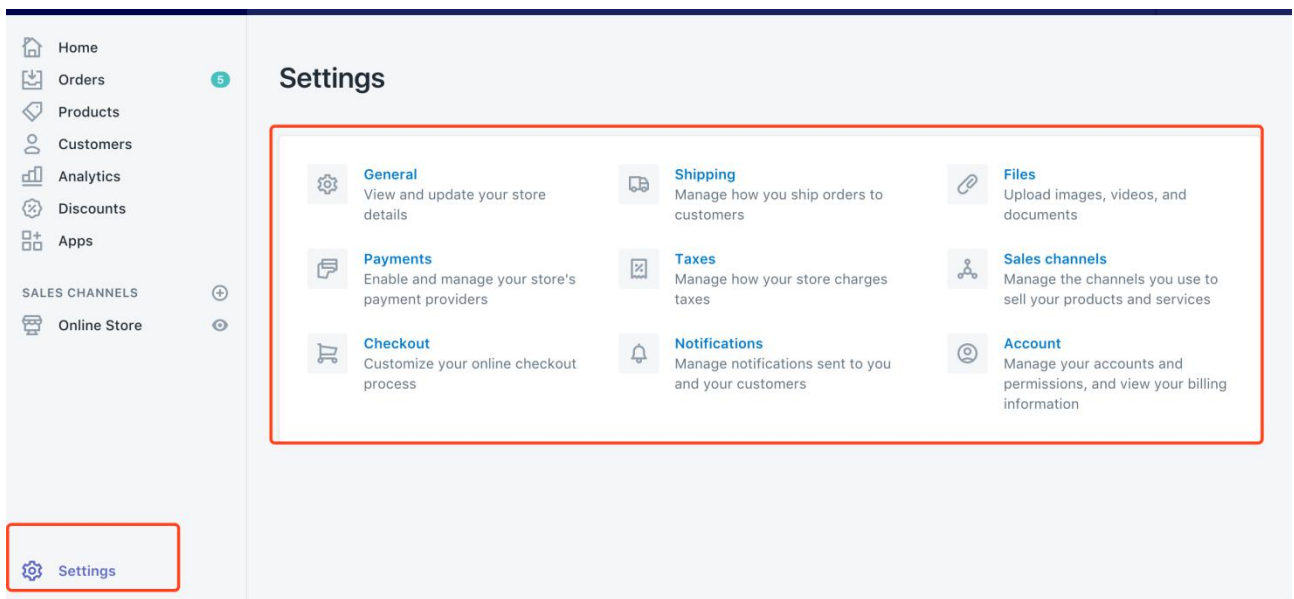 Home
Orders 5
Products
Customers
Analytics
Discounts
Apps
SALES CHANNELS
Online Store
Settings
Settings
General
View and update your store
details
Shipping
Manage how you ship orders to
customers
Files
Upload images, videos, and
documents
Payments
Enable and manage your store's
payment providers
Taxes
Manage how your store charges
taxes
Sales channels
Manage the channels you use to
sell your products and services
Checkout
Customize your online checkout
process
Notifications
Manage notifications sent to you
and your customers
Account
Manage your accounts and
permissions, and view your billing
information